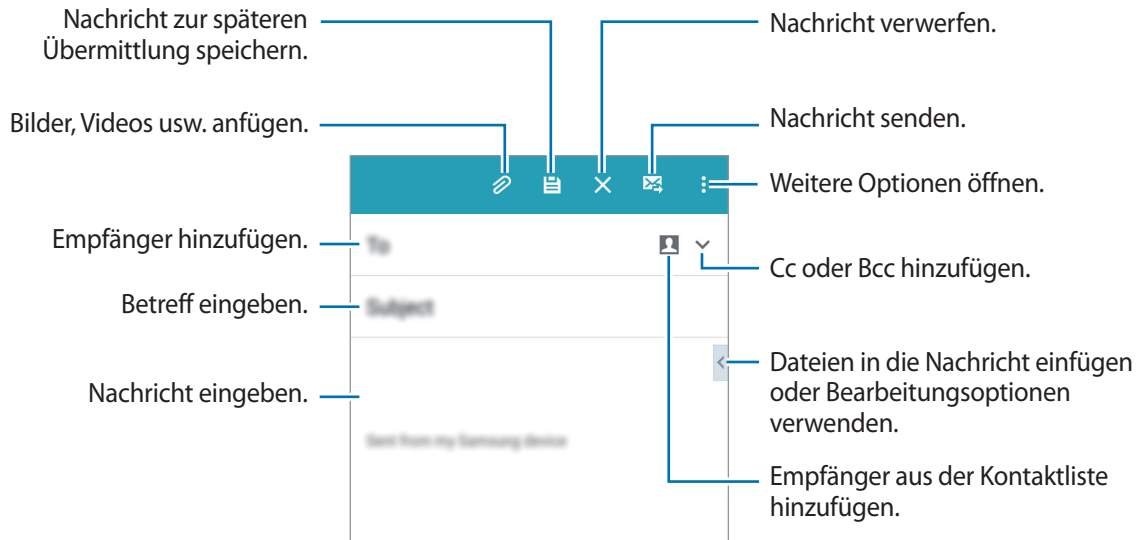 Nachricht zur späteren
Übermittlung speichern.
Bilder, Videos usw. anfügen.
Empfänger hinzufügen.
Betreff eingeben.
Nachricht eingeben.
To
Subject
Sent from my Samsung device
Nachricht verwerfen.
Nachricht senden.
Weitere Optionen öffnen.
Cc oder Bcc hinzufügen.
Dateien in die Nachricht einfügen
oder Bearbeitungsoptionen
verwenden.
Empfänger aus der Kontaktliste
hinzufügen.